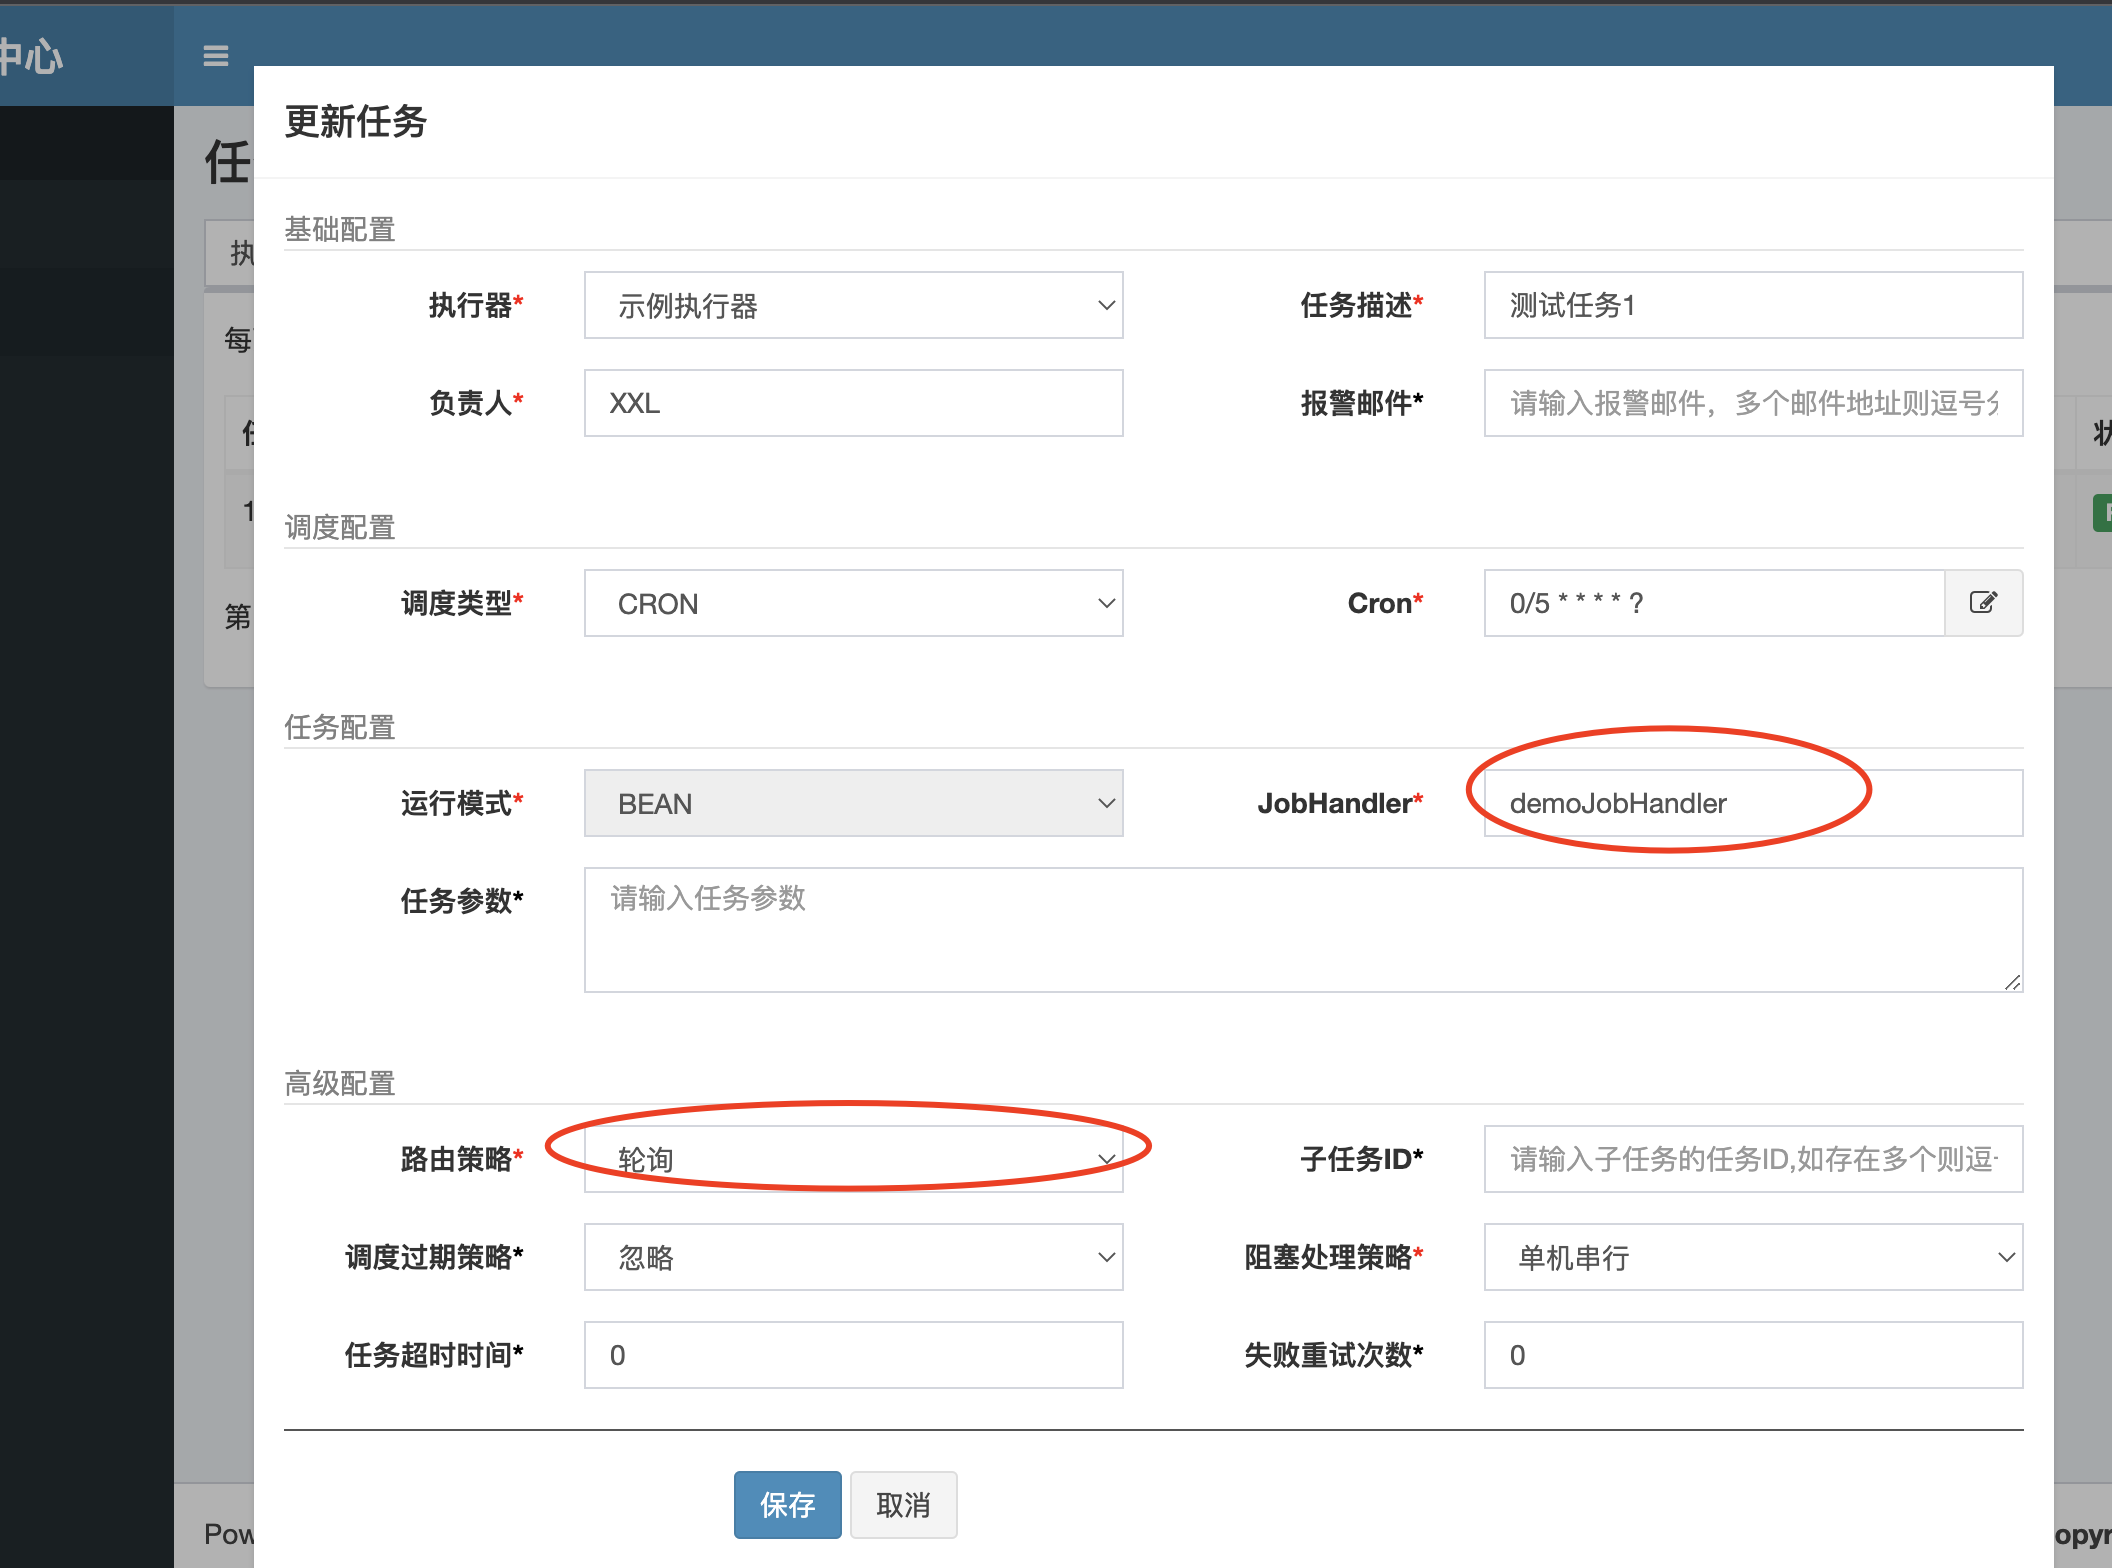 中心
更新任务
任
基础配置
执
执行器* 示例执行器 任务描述* 测试任务1
每
负责人* XXL 报警邮件* 请输入报警邮件，多个邮件地址则逗号分
任 状
1
调度配置
调度类型* CRON Cron* 0/5 * * * * ?
第
任务配置
运行模式* BEAN JobHandler* demoJobHandler
任务参数* 请输入任务参数
高级配置
路由策略* 轮询 子任务ID* 请输入子任务的任务ID,如存在多个则逗
调度过期策略* 忽略 阻塞处理策略* 单机串行
任务超时时间* 0 失败重试次数* 0
保存 取消
Pow opyr